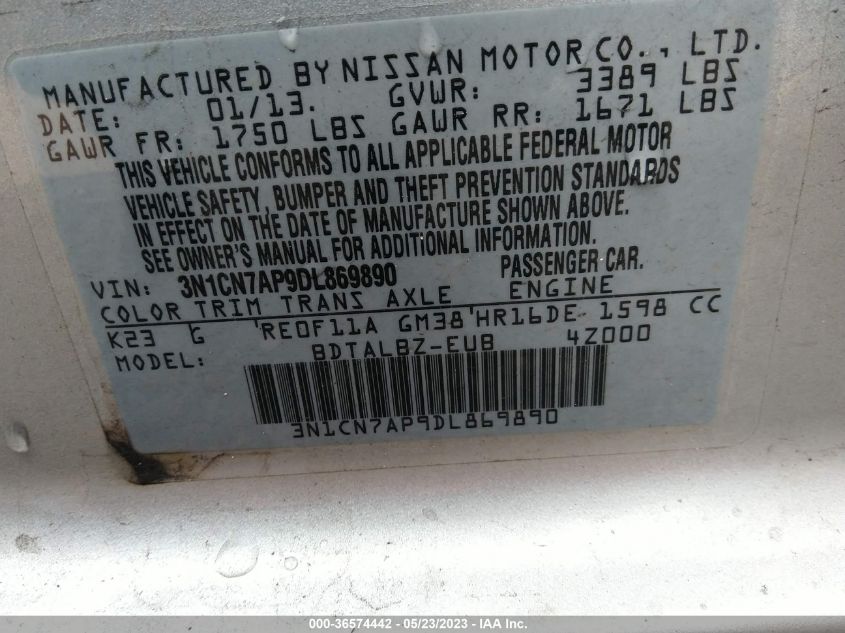 MANUFACTURED BY NISSAN MOTOR CO., LTD.
DATE: 01/13. GVWR: 3389 LBS
GAWR FR: 1750 LBS GAWR RR: 1671 LBS
THIS VEHICLE CONFORMS TO ALL APPLICABLE FEDERAL MOTOR
VEHICLE SAFETY, BUMPER AND THEFT PREVENTION STANDARDS
IN EFFECT ON THE DATE OF MANUFACTURE SHOWN ABOVE.
SEE OWNER'S MANUAL FOR ADDITIONAL INFORMATION.
VIN: 3N1CN7AP9DL869890 PASSENGER CAR.
COLOR TRIM TRANS AXLE ENGINE
K23 G 'RE0F11A GM38'HR16DE 1598 CC
MODEL: BDTALBZ-EUB 4Z000
3N1CN7AP9DL869890
000-36574442 - 05/23/2023 - IAA Inc.